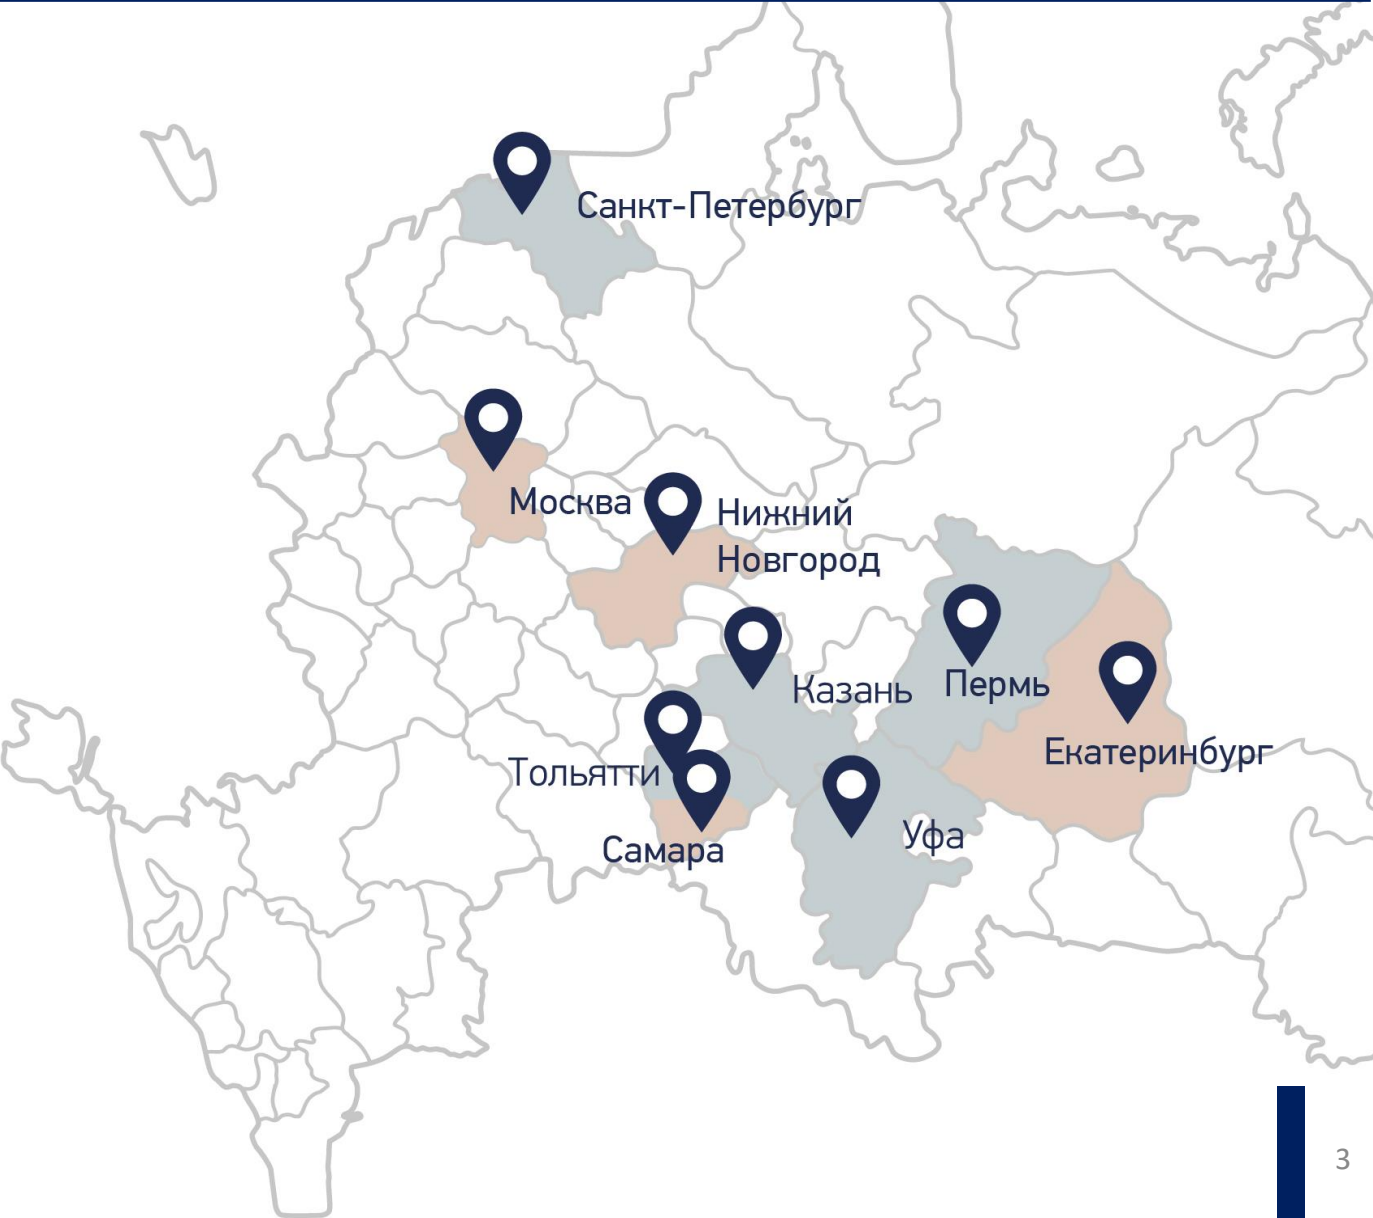 Санкт-Петербург
Москва
Нижний
Новгород
Казань
Пермь
Екатеринбург
Тольятти
Самара
Уфа
3